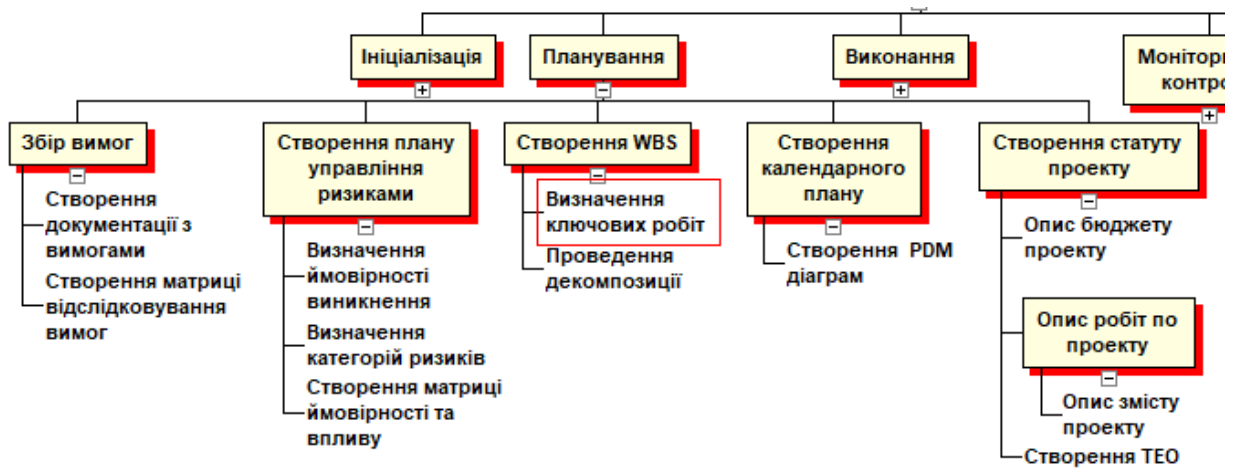 Ініціалізація
Планування
Виконання
Монітори
контро
Збір вимог
Створення
документації з
вимогами
Створення матриці
відслідковування
вимог
Створення плану
управління
ризиками
Визначення
ймовірності
виникнення
Визначення
категорій ризиків
Створення матриці
ймовірності та
впливу
Створення WBS
Визначення
ключових робіт
Проведення
декомпозиції
Створення
календарного
плану
Створення PDM
діаграм
Створення статуту
проекту
Опис бюджету
проекту
Опис робіт по
проекту
Опис змісту
проекту
Створення ТЕО